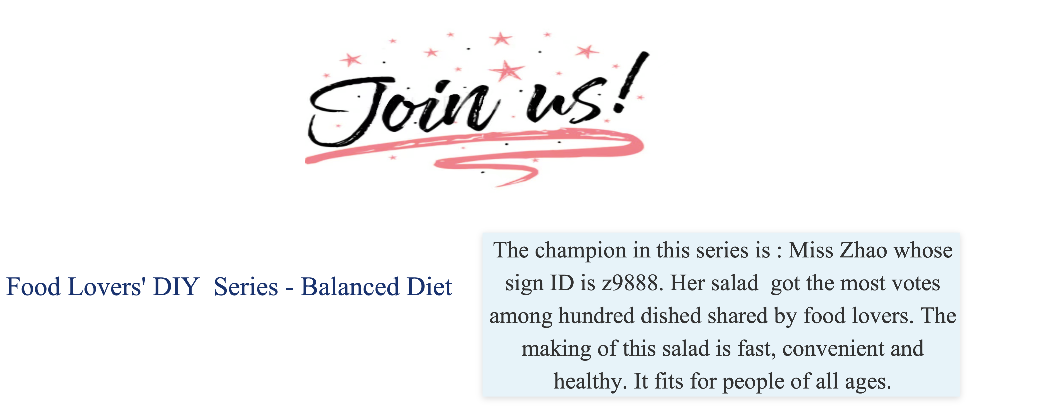 Join us!
Food Lovers' DIY  Series - Balanced Diet
The champion in this series is : Miss Zhao whose
sign ID is z9888. Her salad  got the most votes
among hundred dished shared by food lovers. The
making of this salad is fast, convenient and
healthy. It fits for people of all ages.